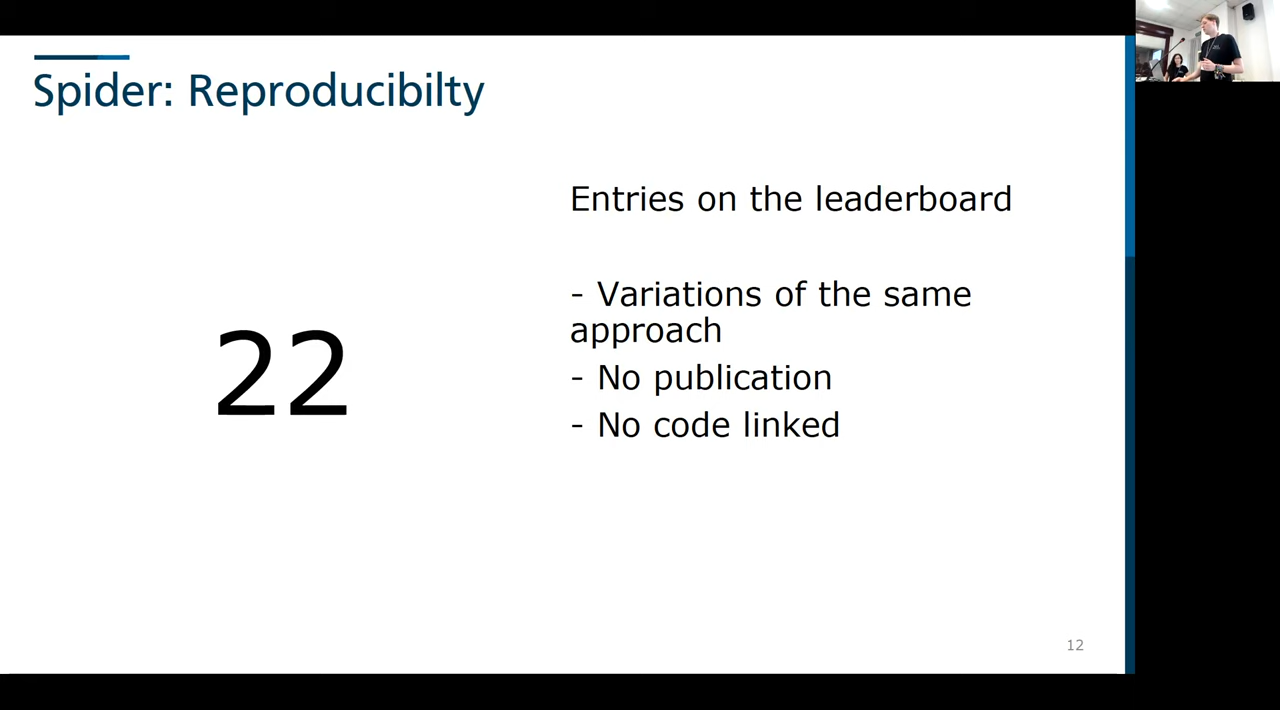 Spider: Reproducibilty
22
Entries on the leaderboard
- Variations of the same
approach
- No publication
- No code linked
12